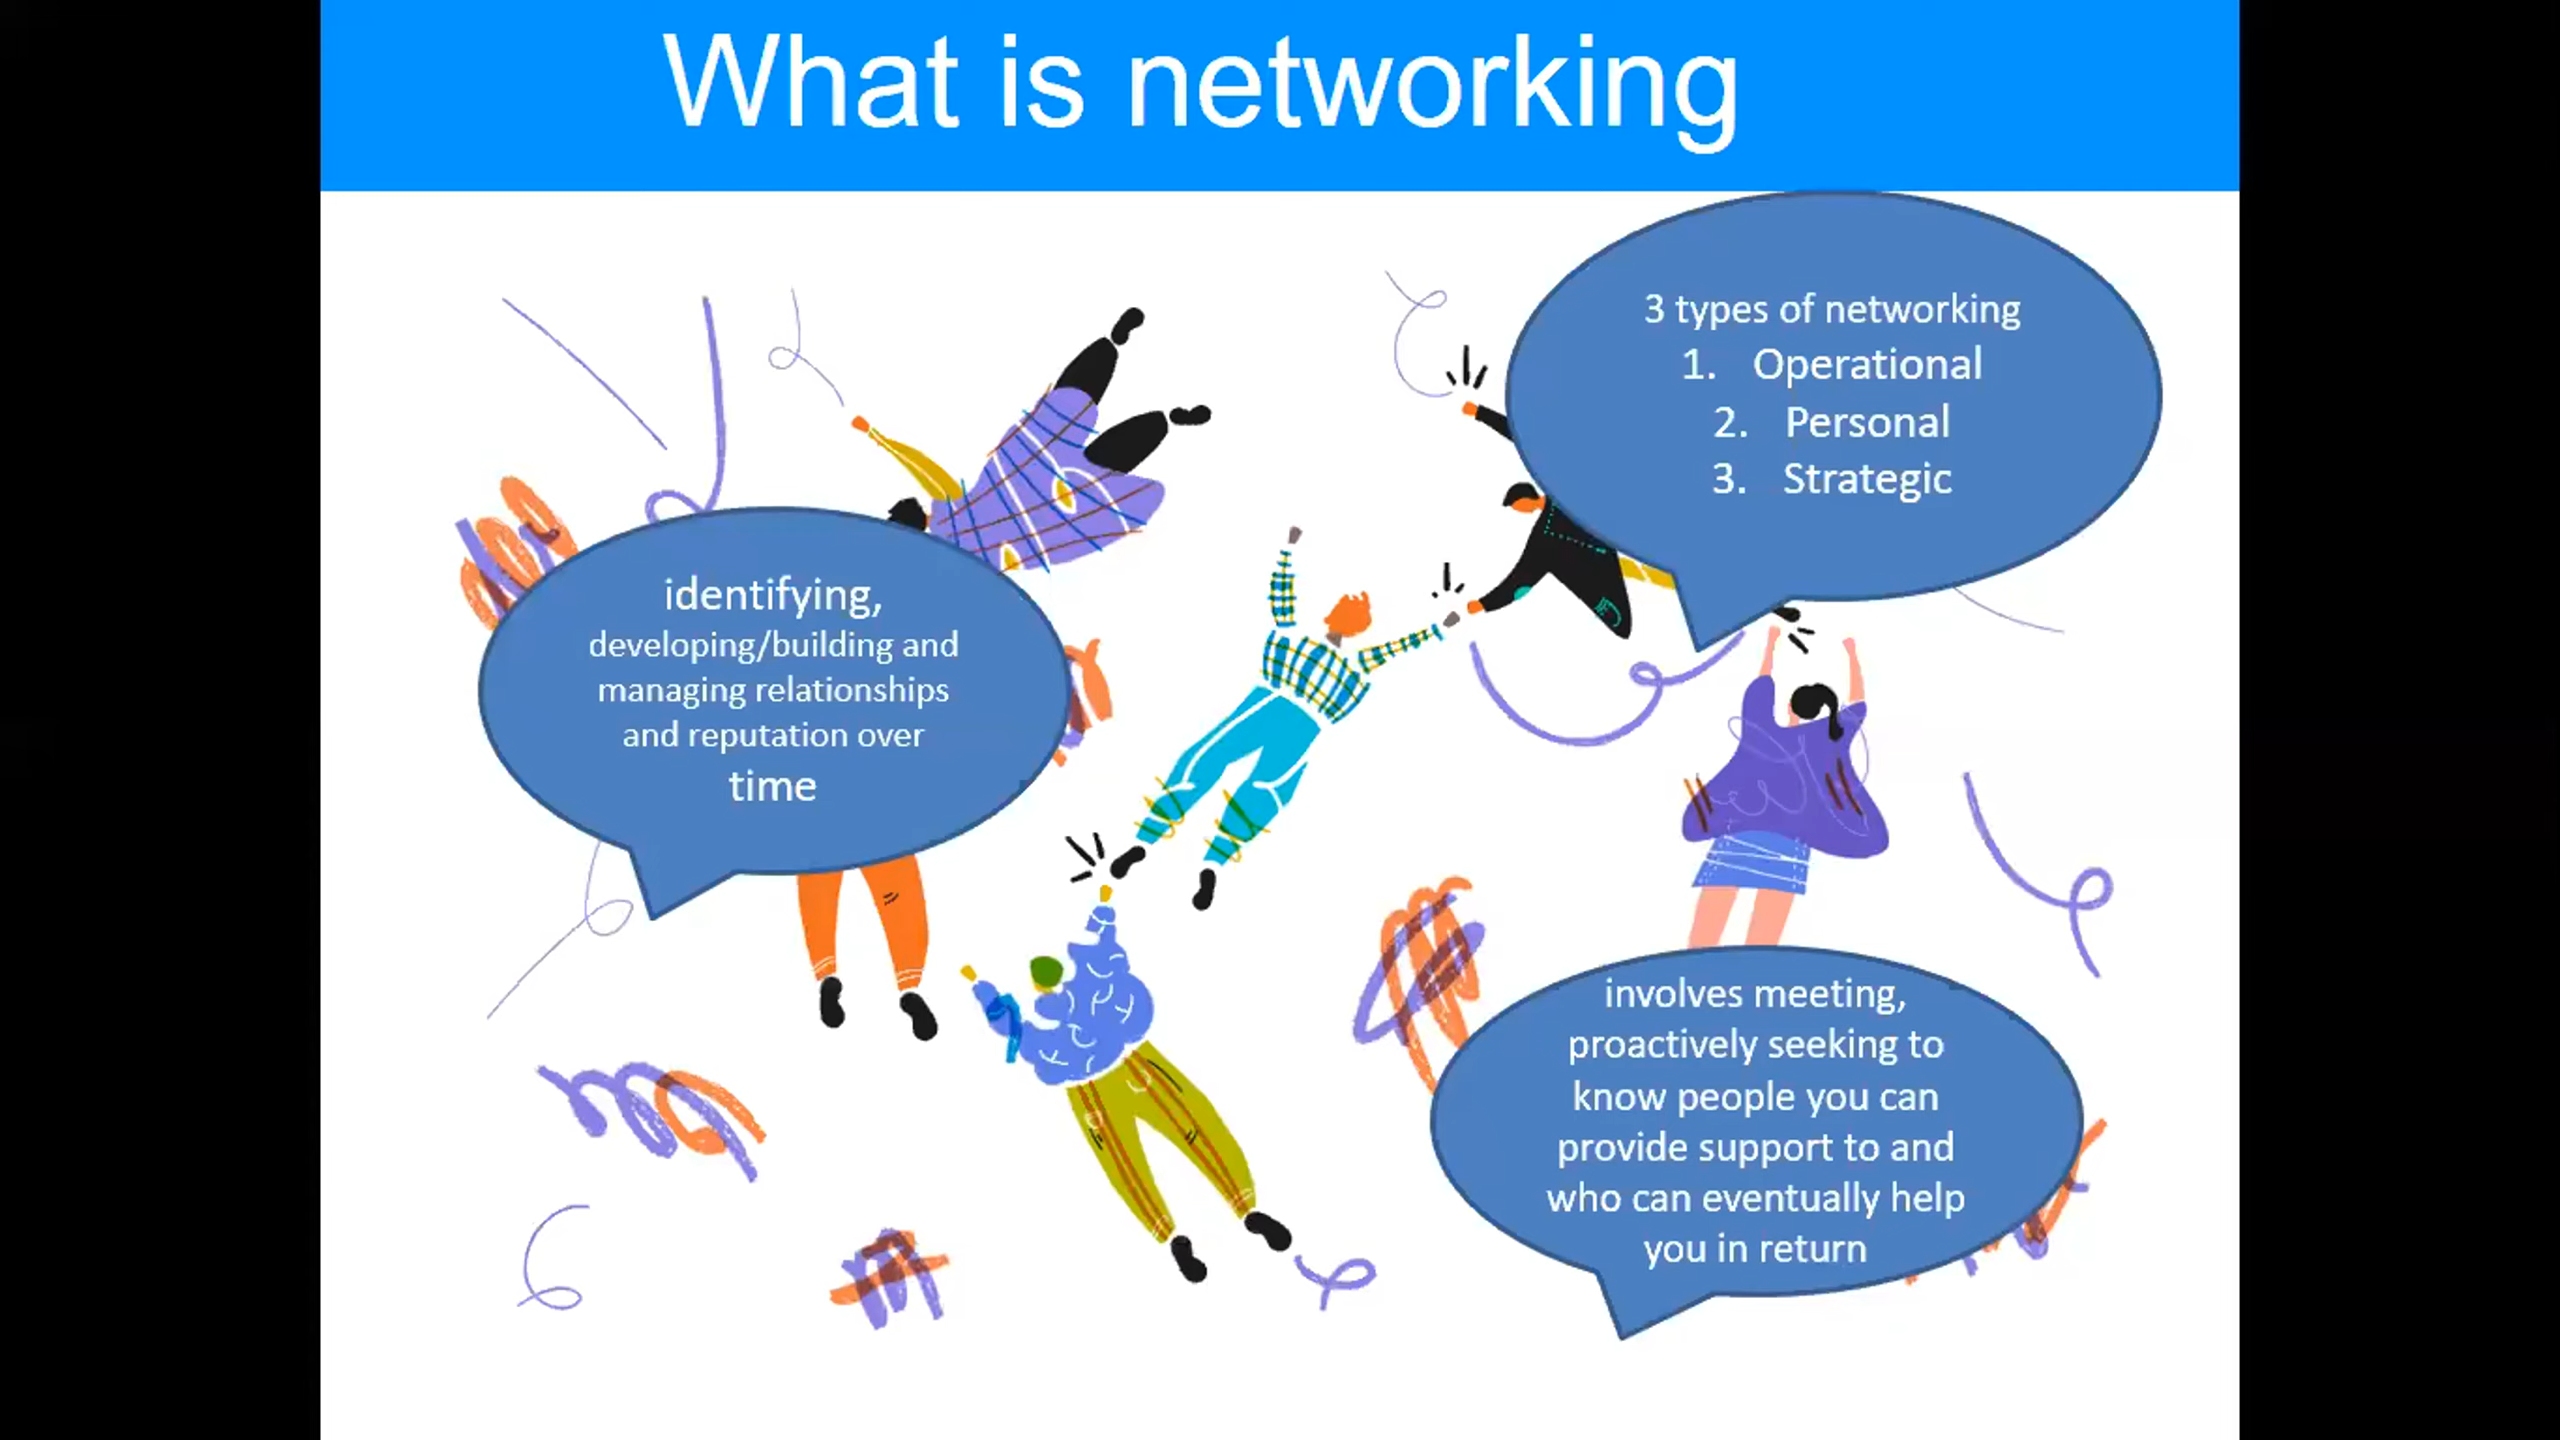 What is networking
3 types of networking
1. Operational
2. Personal
3. Strategic
identifying,
developing/building and
managing relationships
and reputation over
time
involves meeting,
proactively seeking to
know people you can
provide support to and
who can eventually help
you in return